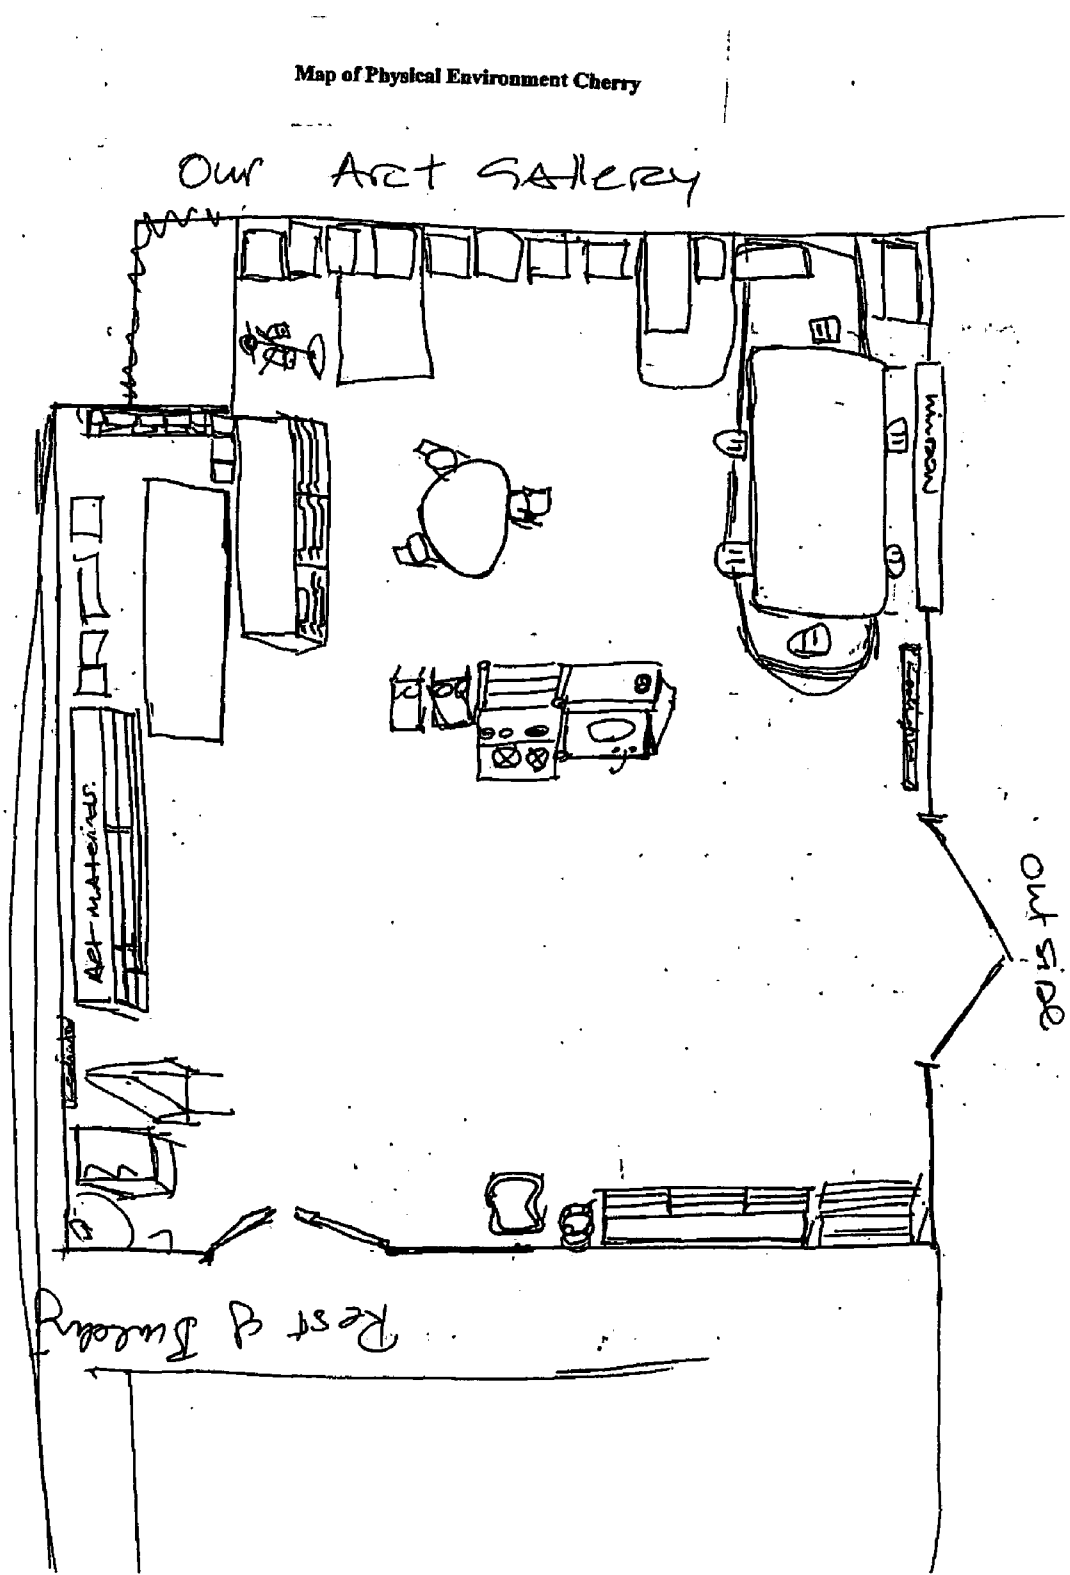 Map of Physical Environment Cherry
Our Art Gallery
WINDOW
Out Side
Art Materials.
Rest of Building